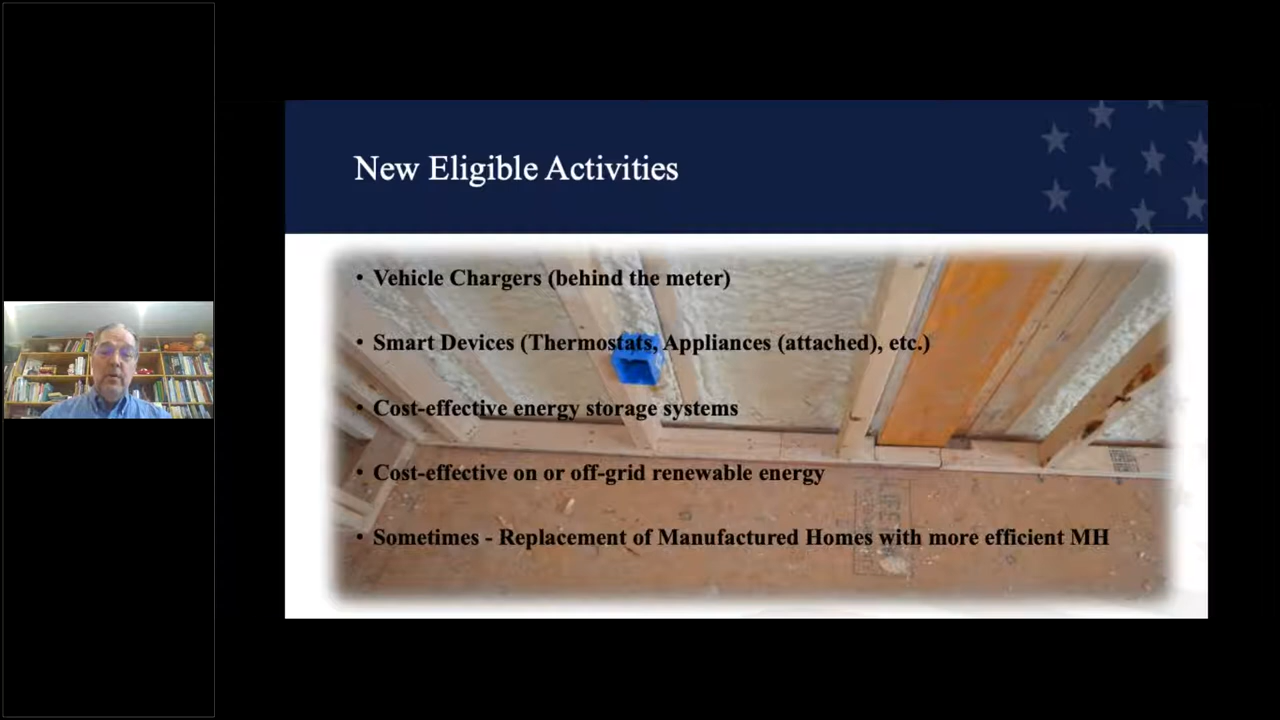 New Eligible Activities
• Vehicle Chargers (behind the meter)
• Smart Devices (Thermostats, Appliances (attached), etc.)
• Cost-effective energy storage systems
• Cost-effective on or off-grid renewable energy
• Sometimes - Replacement of Manufactured Homes with more efficient MH